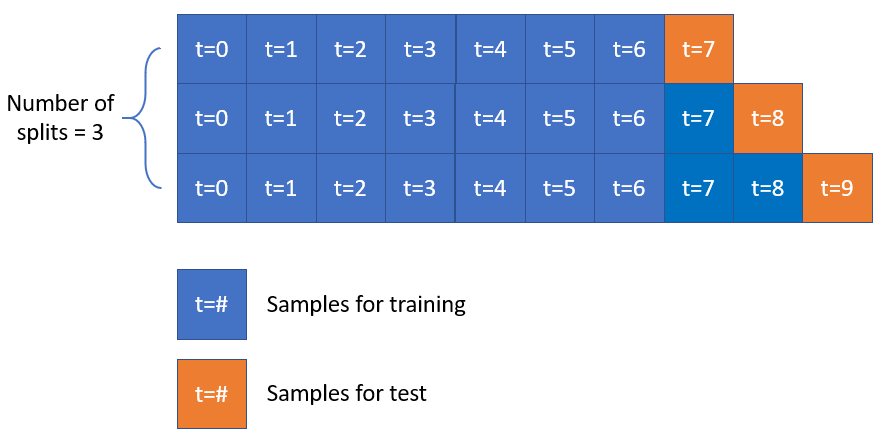 t=0 t=1 t=2 t=3 t=4 t=5 t=6 t=7
Number of
splits = 3
t=0 t=1 t=2 t=3 t=4 t=5 t=6 t=7 t=8
t=0 t=1 t=2 t=3 t=4 t=5 t=6 t=7 t=8 t=9
t=# Samples for training
t=# Samples for test